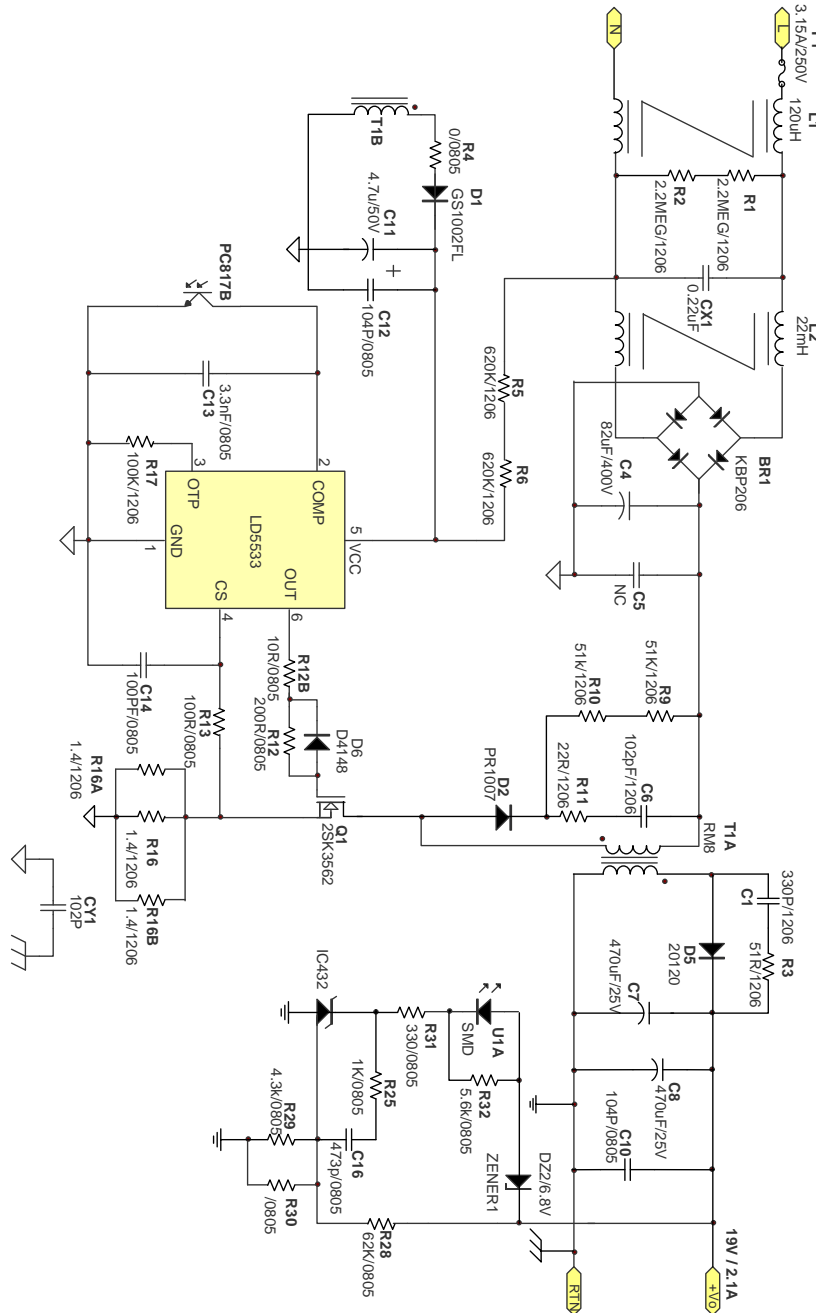 F1
3.15A/250V
L
N
L1
120uH
R1
2.2MEG/1206
R2
2.2MEG/1206
CX1
0.22uF
L2
22mH
BR1
KBP206
C4
82uF/400V
C5
NC
R5
620K/1206
R6
620K/1206
T1B
R4
0/0805
D1
GS1002FL
C11
4.7u/50V
+
C12
104P/0805
PC817B
C13
3.3nF/0805
R17
100K/1206
LD5533
COMP
2
OTP
3
GND
1
VCC
5
OUT
6
CS
4
R12B
10R/0805
R12
200R/0805
D6
D4148
C14
100PF/0805
R13
100R/0805
R16A
1.4/1206
R16
1.4/1206
R16B
1.4/1206
Q1
2SK3562
CY1
102P
R9
51K/1206
R10
51k/1206
R11
22R/1206
C6
102pF/1206
D2
PR1007
T1A
RM8
C1
330P/1206
R3
51R/1206
D5
20120
C7
470uF/25V
C8
470uF/25V
C10
104P/0805
19V / 2.1A
+Vo
RTN
IC432
R31
330/0805
U1A
SMD
R32
5.6k/0805
R25
1K/0805
C16
473p/0805
R29
4.3k/0805
R30
/0805
R28
62K/0805
DZ2/6.8V
ZENER1